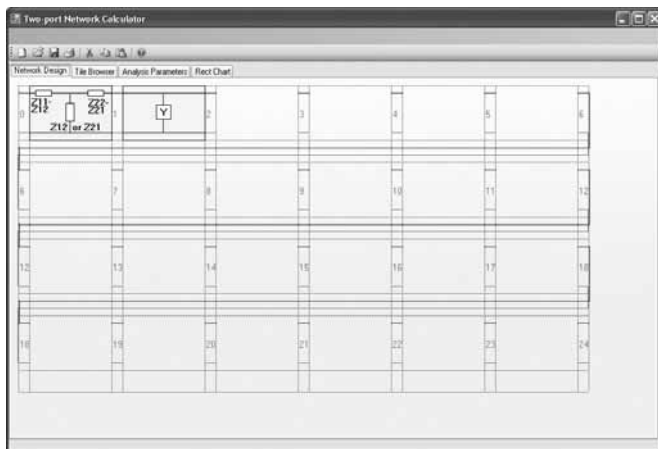 Two-port Network Calculator
Network Design Tile Browser Analysis Parameters Rect Chart
Z11- Z22-
Z12 Z21
Z12 or Z21
Y
0 1 2 3 4 5 6
6 7 8 9 10 11 12
12 13 14 15 16 17 18
18 19 20 21 22 23 24